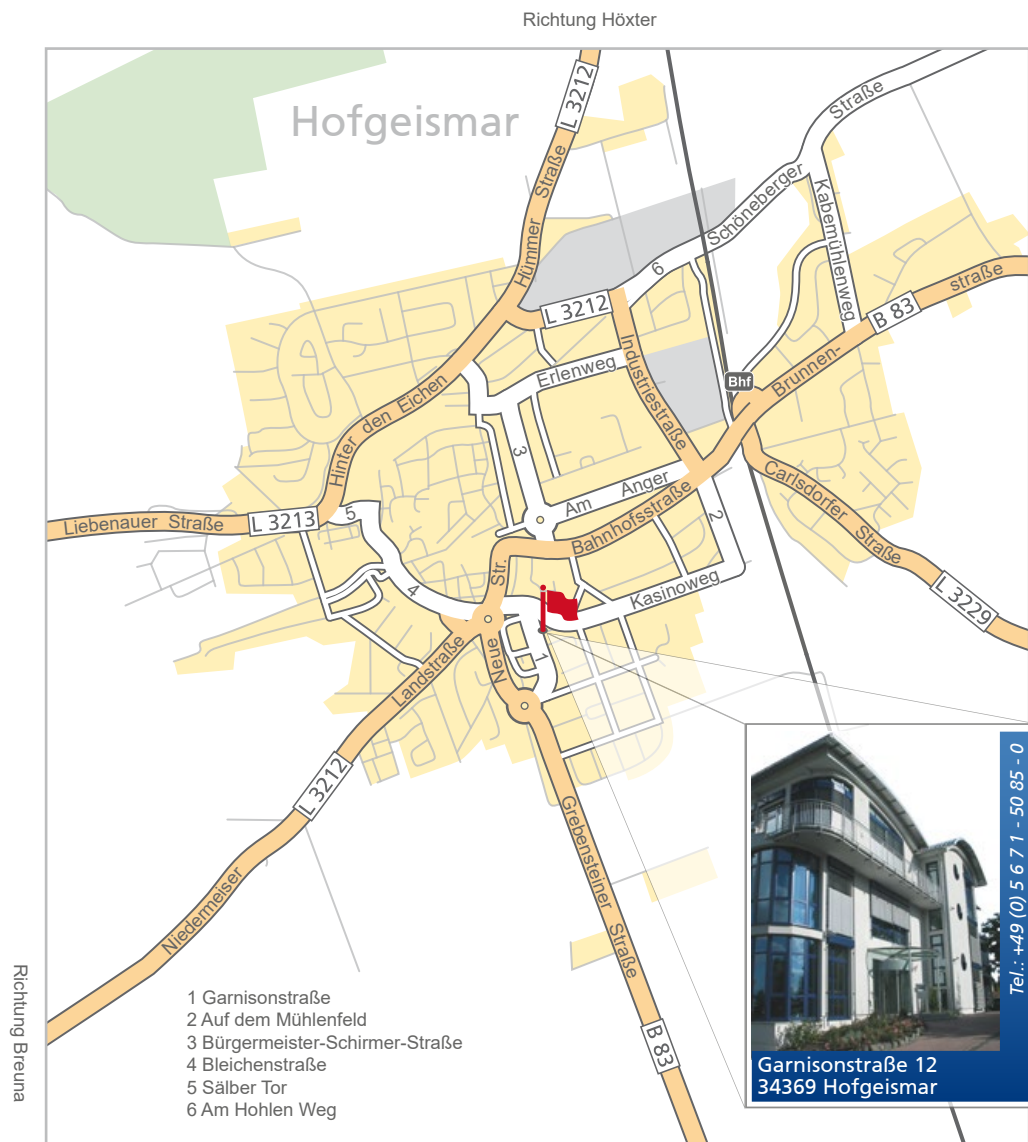 Richtung Höxter
Hofgeismar
L 3212
Hümmer Straße
Schöneberger Straße
Kabemühlenweg
6
L 3212
B 83
Brunnen-
straße
Industriestraße
Erlenweg
Bhf
Hinter den Eichen
3
Am Anger
Bahnhofsstraße
2
Carlsdorfer Straße
L 3229
Liebenauer Straße
L 3213
5
4
Neue Str.
Kasinoweg
1
Landstraße
L 3212
Niedermeiser
Grebensteiner Straße
B 83
Richtung Breuna
1 Garnisonstraße
2 Auf dem Mühlenfeld
3 Bürgermeister-Schirmer-Straße
4 Bleichenstraße
5 Sälber Tor
6 Am Hohlen Weg
Tel.: +49 (0) 5 6 7 1 - 50 85 - 0
Garnisonstraße 12
34369 Hofgeismar